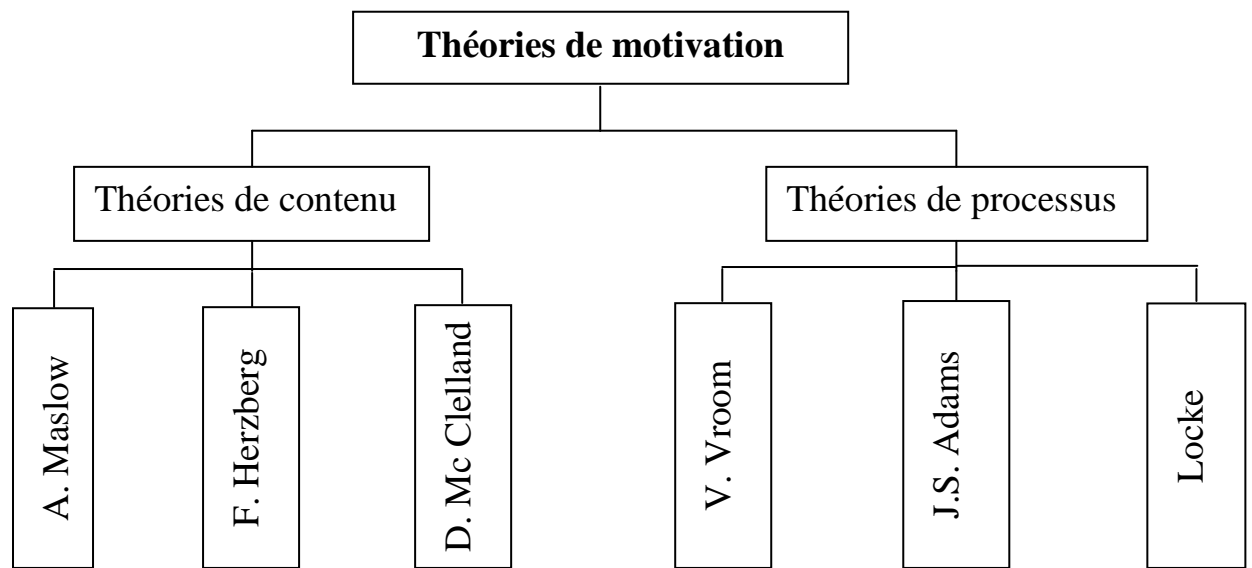 Théories de motivation
Théories de contenu
Théories de processus
A. Maslow
F. Herzberg
D. Mc Clelland
V. Vroom
J.S. Adams
Locke